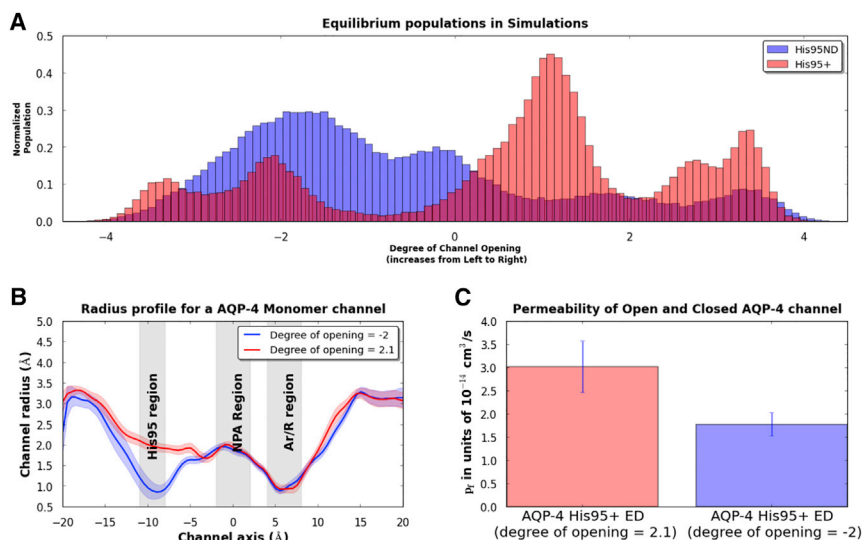 A
Equilibrium populations in Simulations
Normalized
Population
0.5
0.4
0.3
0.2
0.1
0.0
His95ND
His95+
−4
−2
0
2
4
Degree of Channel Opening
(increases from Left to Right)
B
Radius profile for a AQP-4 Monomer channel
Channel radius (Å)
5.0
4.5
4.0
3.5
3.0
2.5
2.0
1.5
1.0
0.5
Degree of opening = -2
Degree of opening = 2.1
His95 region
NPA Region
Ar/R region
−20
−15
−10
−5
0
5
10
15
20
Channel axis (Å)
C
Permeability of Open and Closed AQP-4 channel
pf in units of 10⁻¹⁴ cm³/s
4.0
3.5
3.0
2.5
2.0
1.5
1.0
0.5
0.0
AQP-4 His95+ ED
(degree of opening = 2.1)
AQP-4 His95+ ED
(degree of opening = -2)